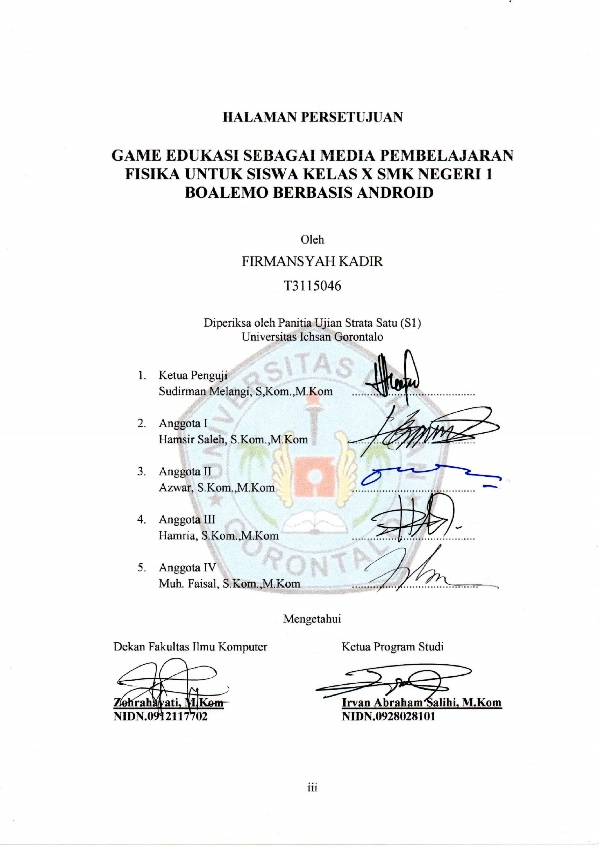 HALAMAN PERSETUJUAN
GAME EDUKASI SEBAGAI MEDIA PEMBELAJARAN
FISIKA UNTUK SISWA KELAS X SMK NEGERI 1
BOALEMO BERBASIS ANDROID
Oleh
FIRMANSYAH KADIR
T3115046
Diperiksa oleh Panitia Ujian Strata Satu (S1)
Universitas Ichsan Gorontalo
UNIVERSITAS ICHSAN
GORONTALO
1. Ketua Penguji
Sudirman Melangi, S,Kom.,M.Kom
2. Anggota I
Hamsir Saleh, S.Kom.,M.Kom
3. Anggota II
Azwar, S.Kom.,M.Kom
4. Anggota III
Hamria, S.Kom.,M.Kom
5. Anggota IV
Muh. Faisal, S.Kom.,M.Kom
Mengetahui
Dekan Fakultas Ilmu Komputer
Zohrahayati, M.Kom
NIDN.0912117702
Ketua Program Studi
Irvan Abraham Salihi, M.Kom
NIDN.0928028101
iii